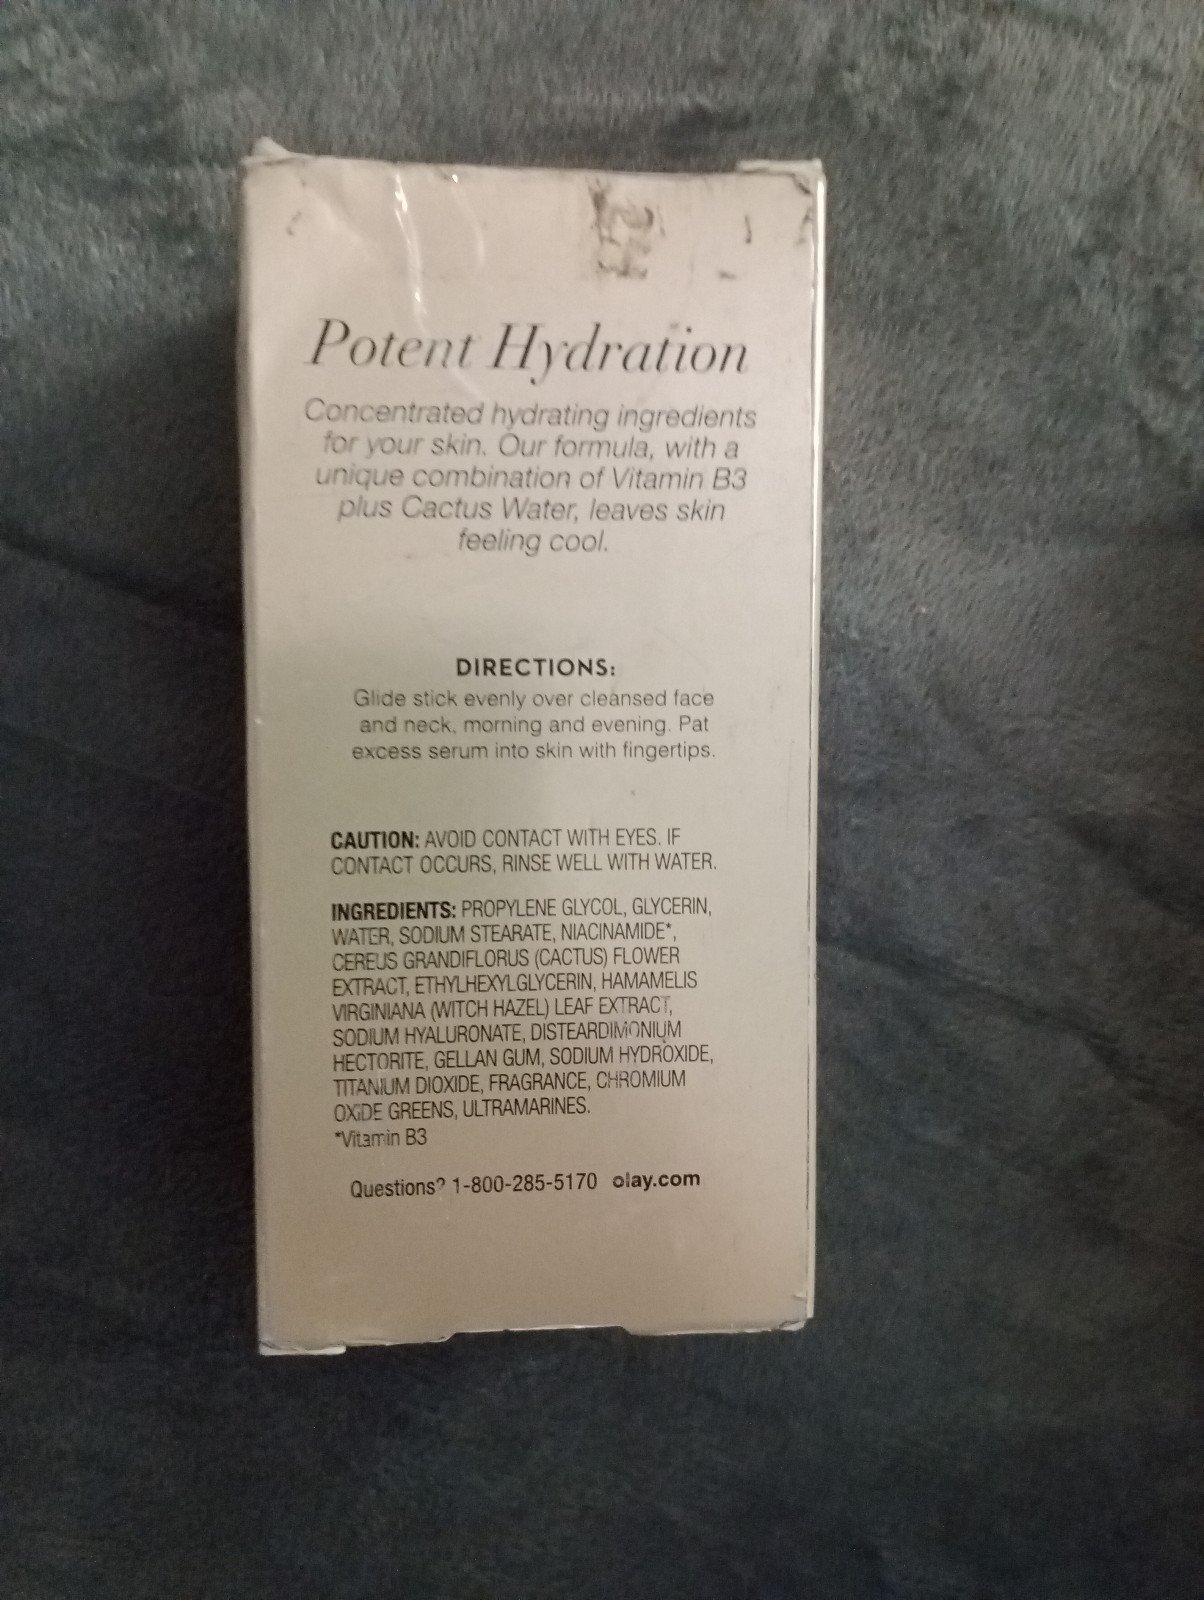 Potent Hydration
Concentrated hydrating ingredients
for your skin. Our formula, with a
unique combination of Vitamin B3
plus Cactus Water, leaves skin
feeling cool.
DIRECTIONS:
Glide stick evenly over cleansed face
and neck, morning and evening. Pat
excess serum into skin with fingertips.
CAUTION: AVOID CONTACT WITH EYES. IF
CONTACT OCCURS, RINSE WELL WITH WATER.
INGREDIENTS: PROPYLENE GLYCOL, GLYCERIN,
WATER, SODIUM STEARATE, NIACINAMIDE*,
CEREUS GRANDIFLORUS (CACTUS) FLOWER
EXTRACT, ETHYLHEXYLGLYCERIN, HAMAMELIS
VIRGINIANA (WITCH HAZEL) LEAF EXTRACT,
SODIUM HYALURONATE, DISTEARDIMONIUM
HECTORITE, GELLAN GUM, SODIUM HYDROXIDE,
TITANIUM DIOXIDE, FRAGRANCE, CHROMIUM
OXIDE GREENS, ULTRAMARINES.
*Vitamin B3
Questions? 1-800-285-5170 olay.com